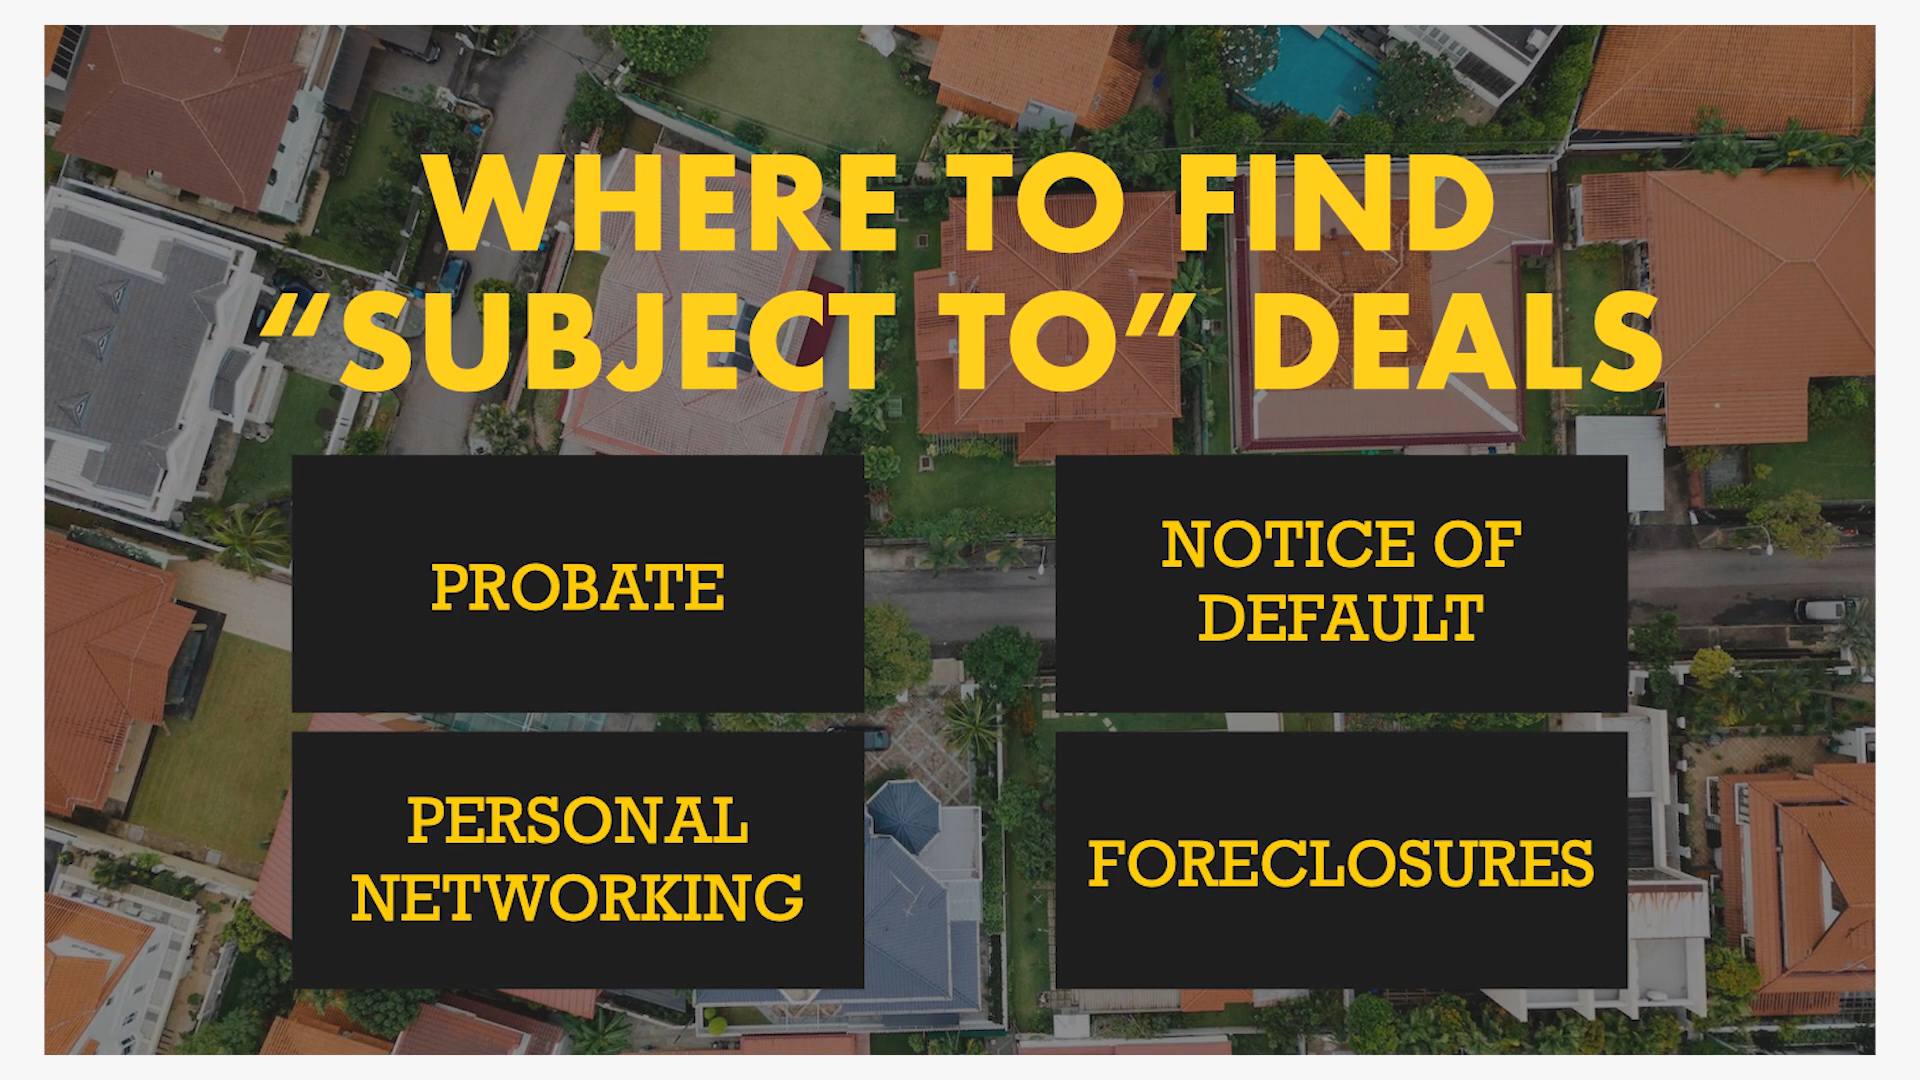 WHERE TO FIND
“SUBJECT TO” DEALS
PROBATE
NOTICE OF
DEFAULT
PERSONAL
NETWORKING
FORECLOSURES